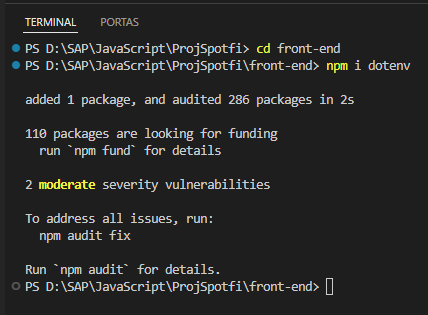 TERMINAL PORTAS
PS D:\SAP\JavaScript\ProjSpotfi> cd front-end
PS D:\SAP\JavaScript\ProjSpotfi\front-end> npm i dotenv
added 1 package, and audited 286 packages in 2s
110 packages are looking for funding
run `npm fund` for details
2 moderate severity vulnerabilities
To address all issues, run:
npm audit fix
Run `npm audit` for details.
PS D:\SAP\JavaScript\ProjSpotfi\front-end>